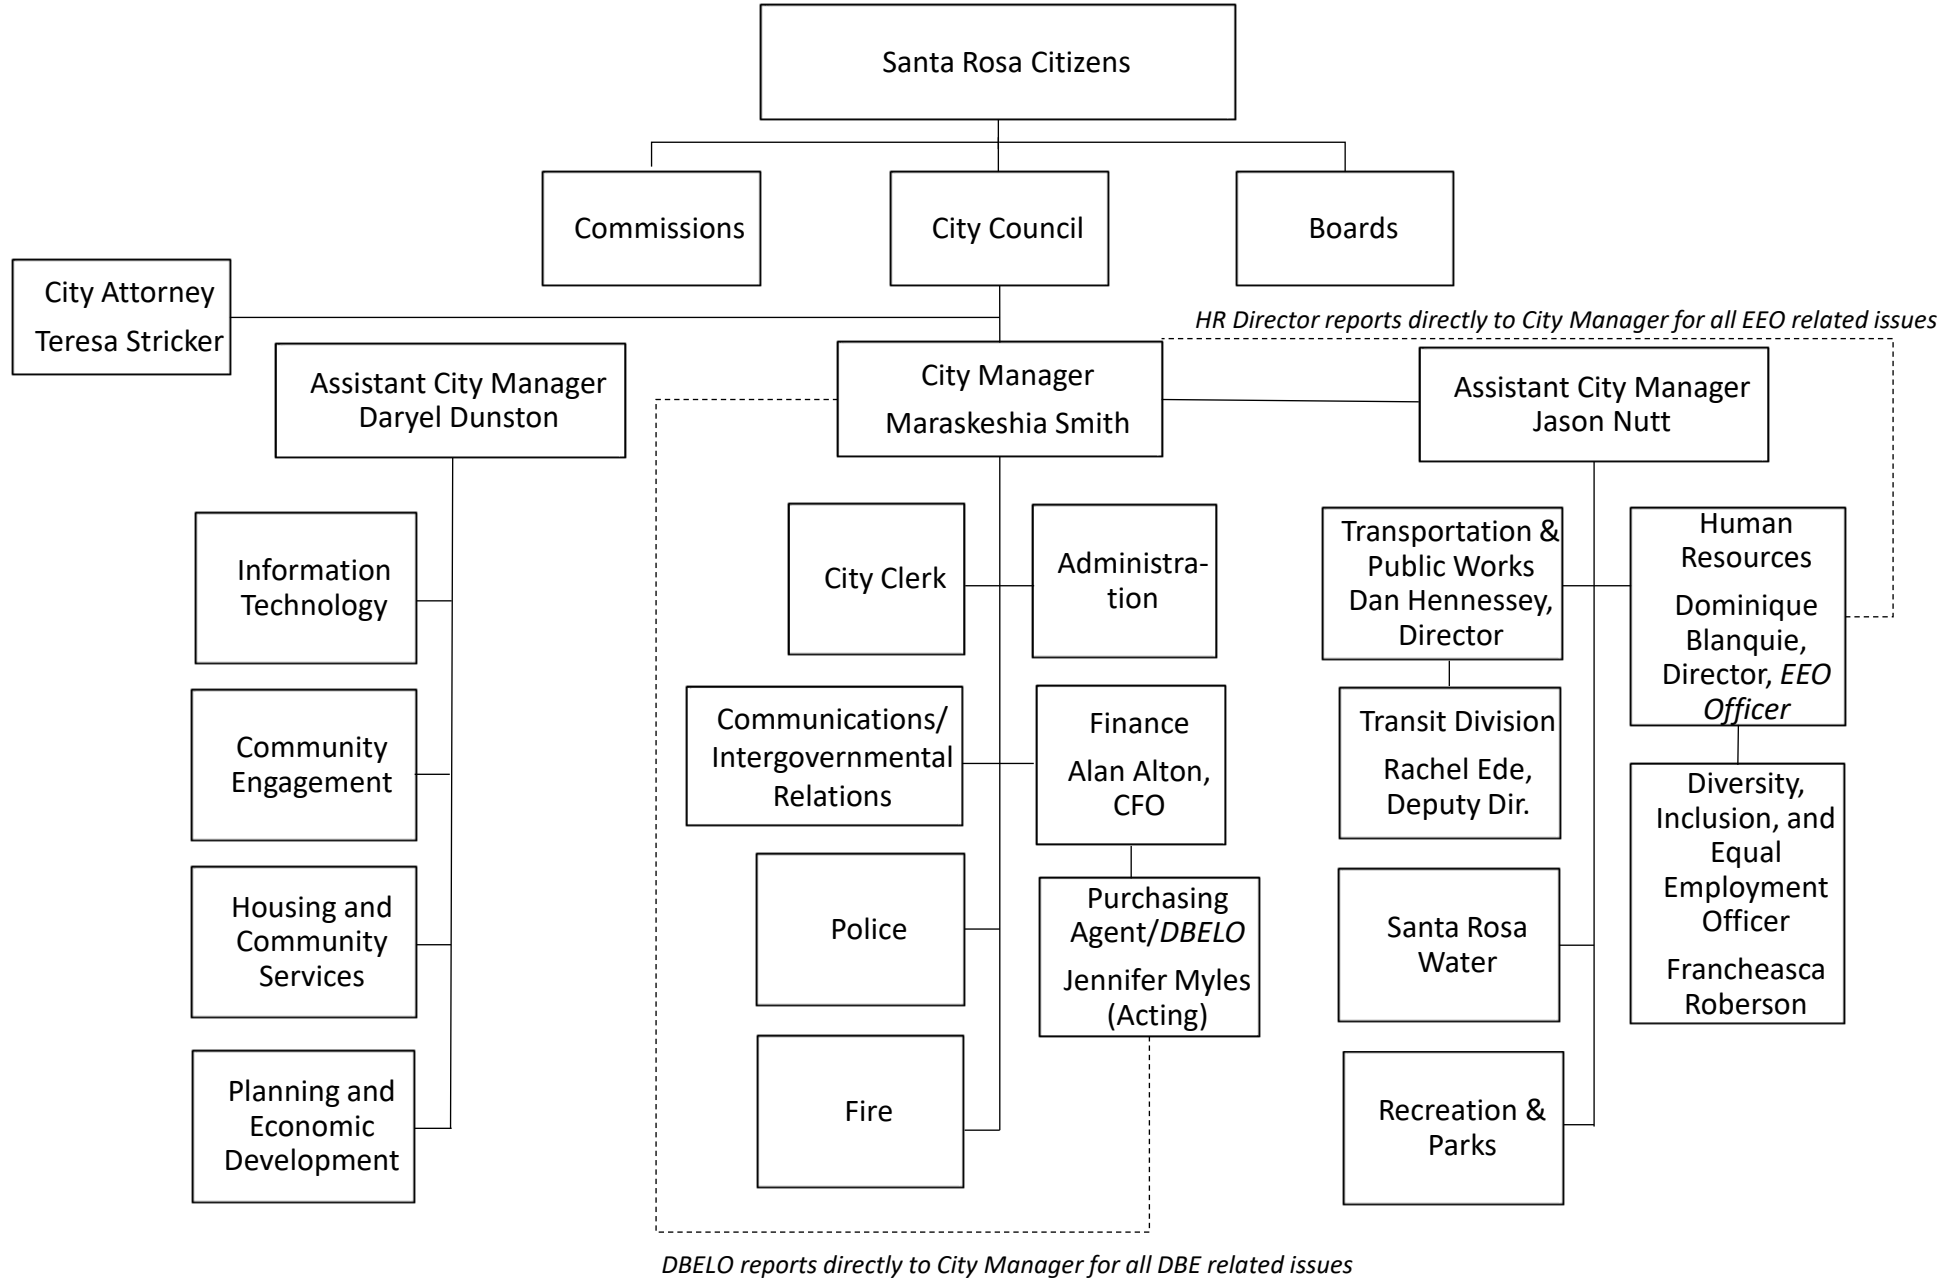 Santa Rosa Citizens
Commissions
City Council
Boards
City Attorney
Teresa Stricker
HR Director reports directly to City Manager for all EEO related issues
Assistant City Manager
Daryel Dunston
City Manager
Maraskeshia Smith
Assistant City Manager
Jason Nutt
Information
Technology
Community
Engagement
Housing and
Community
Services
Planning and
Economic
Development
City Clerk
Administra-
tion
Communications/
Intergovernmental
Relations
Finance
Alan Alton,
CFO
Police
Purchasing
Agent/DBELO
Jennifer Myles
(Acting)
Fire
Transportation &
Public Works
Dan Hennessey,
Director
Transit Division
Rachel Ede,
Deputy Dir.
Santa Rosa
Water
Recreation &
Parks
Human
Resources
Dominique
Blanquie,
Director, EEO
Officer
Diversity,
Inclusion, and
Equal
Employment
Officer
Francheasca
Roberson
DBELO reports directly to City Manager for all DBE related issues